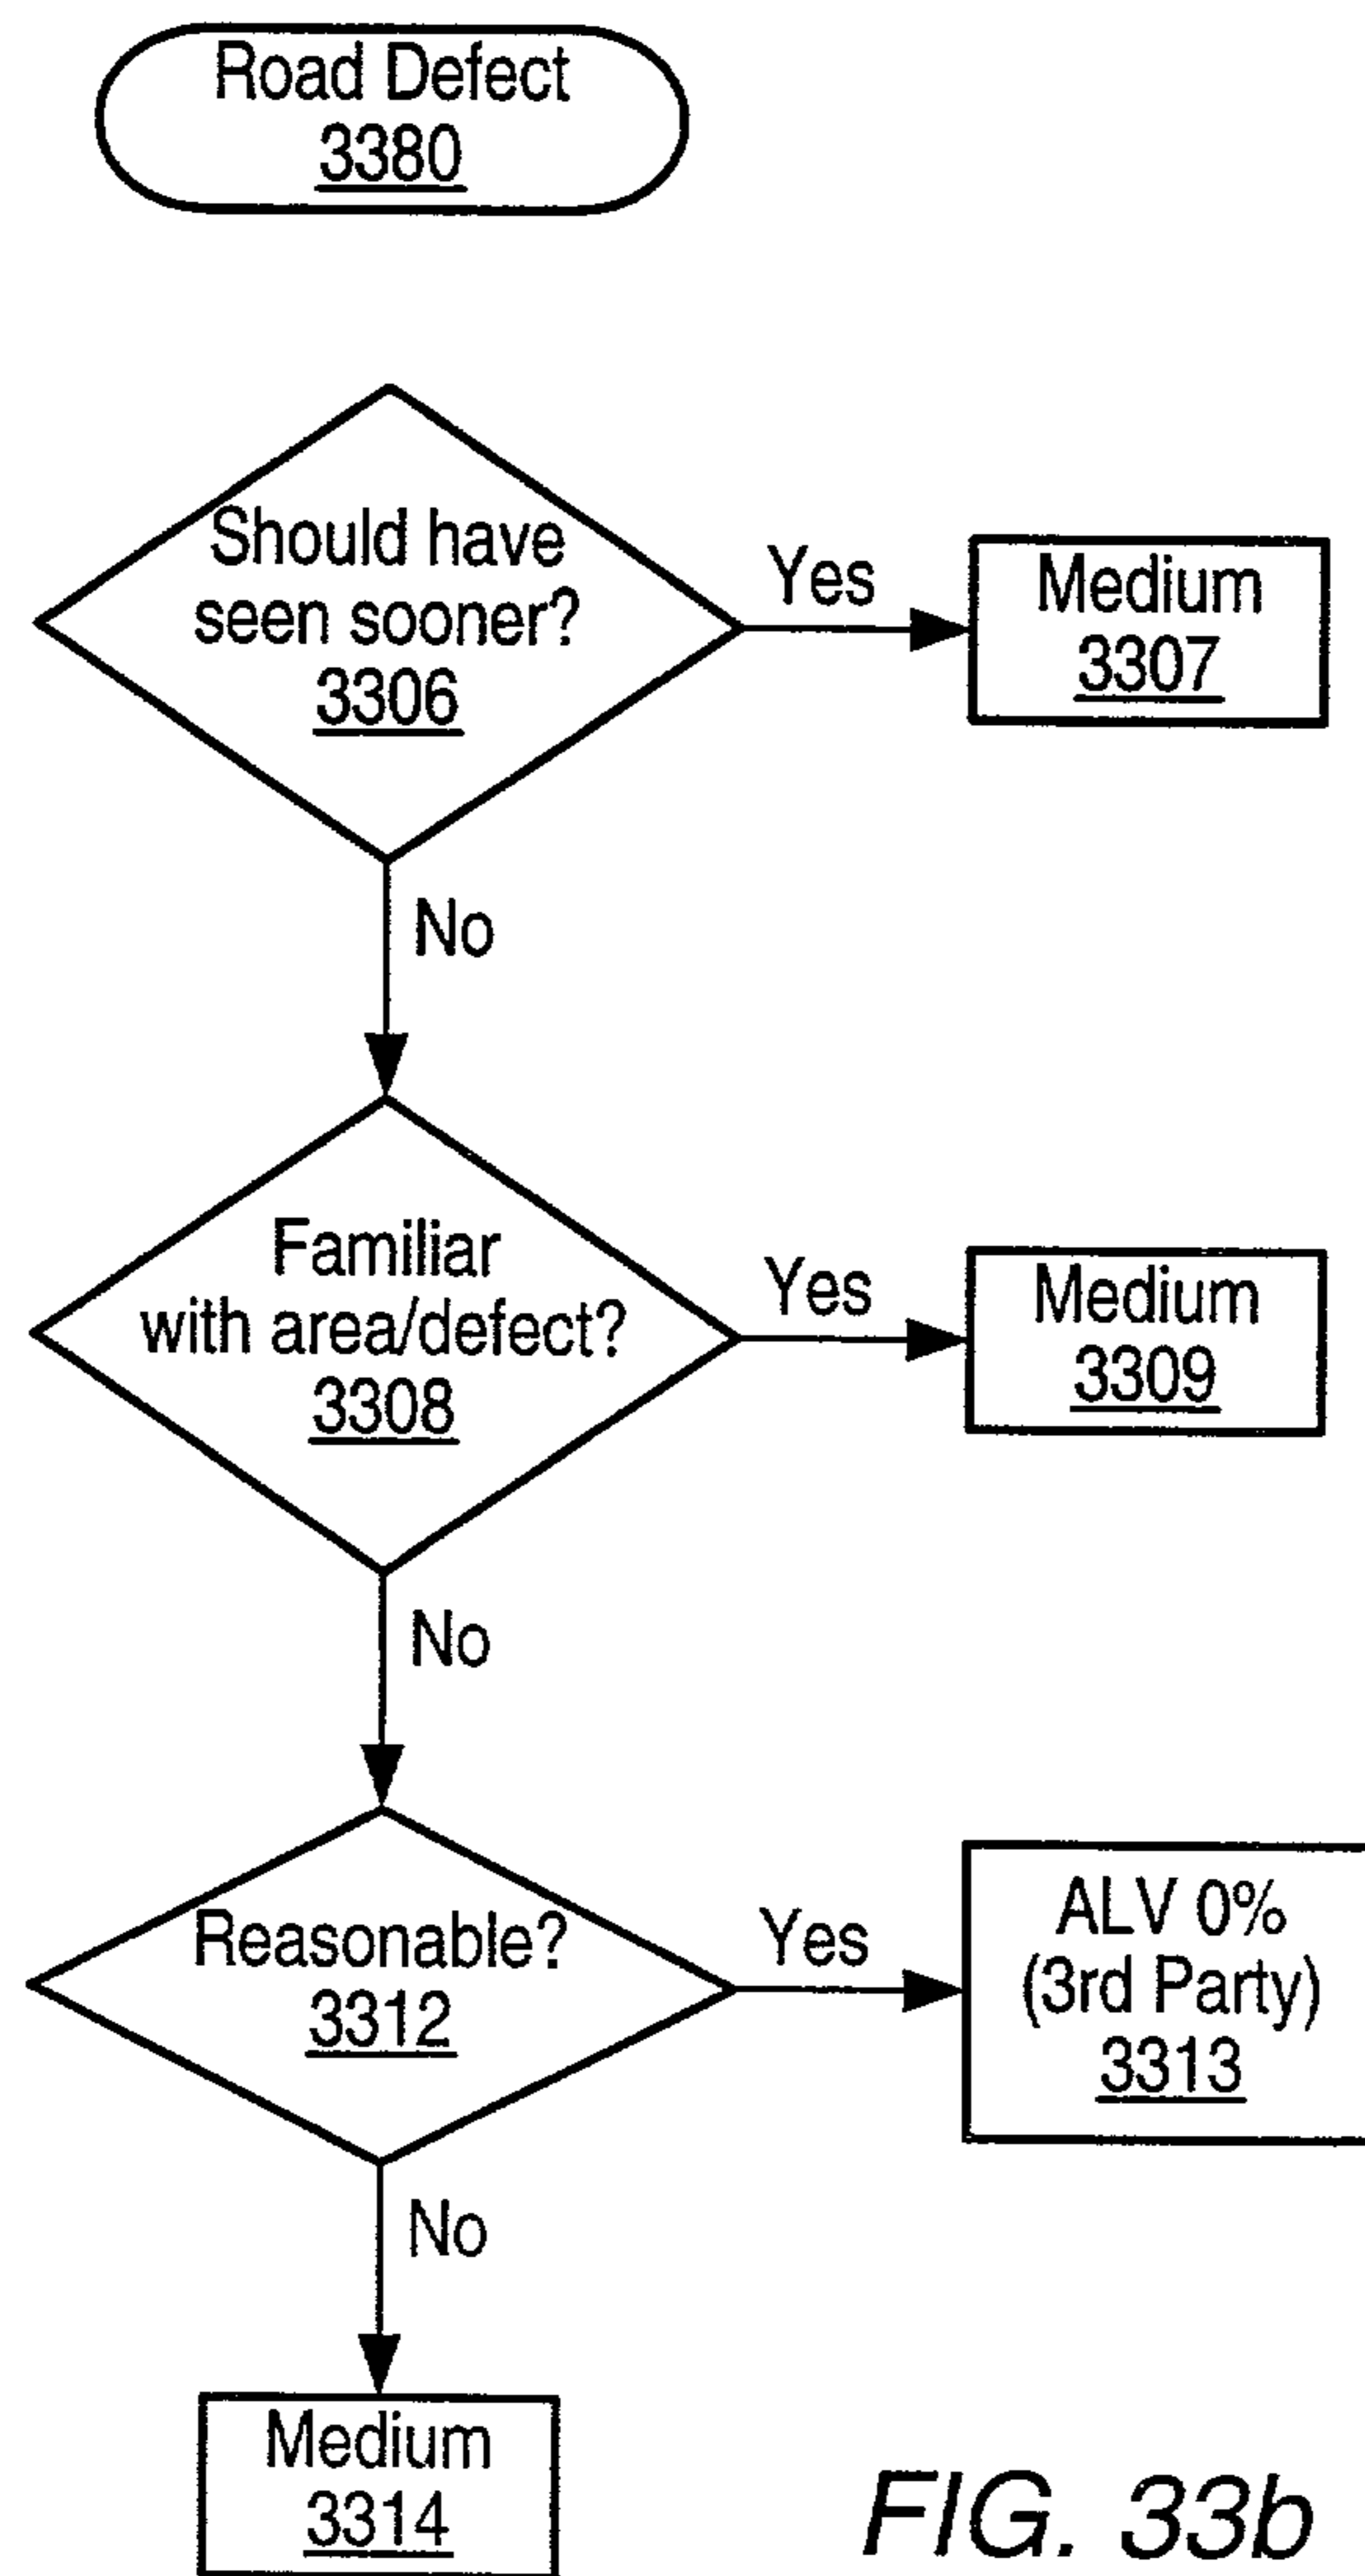 Road Defect
3380
Should have
seen sooner?
3306
Yes
Medium
3307
No
Familiar
with area/defect?
3308
Yes
Medium
3309
No
Reasonable?
3312
Yes
ALV 0%
(3rd Party)
3313
No
Medium
3314
FIG. 33b